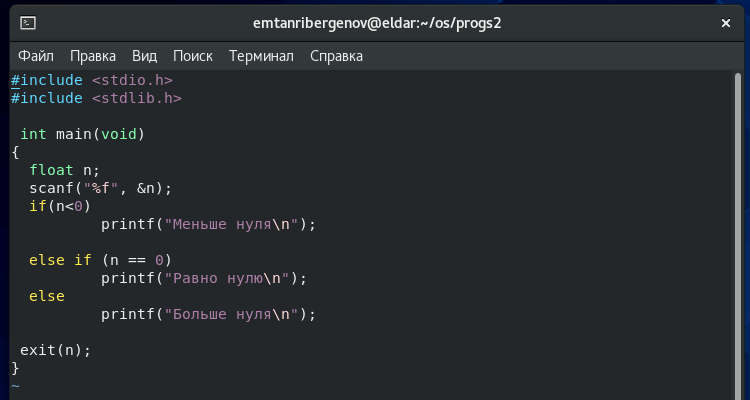 emtanribergenov@eldar:~/os/progs2
Файл Правка Вид Поиск Терминал Справка
#include <stdio.h>
#include <stdlib.h>
int main(void)
{
float n;
scanf("%f", &n);
if(n<0)
printf("Меньше нуля\n");
else if (n == 0)
printf("Равно нулю\n");
else
printf("Больше нуля\n");
exit(n);
}
~